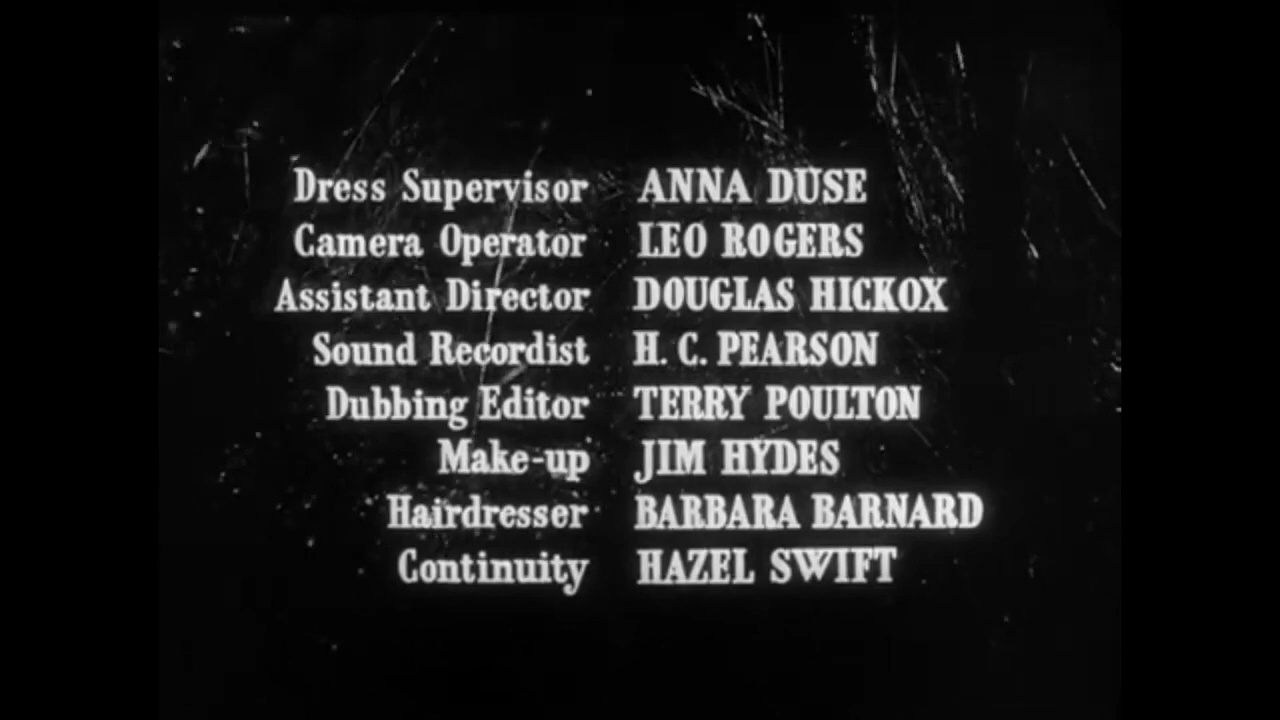 Dress Supervisor ANNA DUSE
Camera Operator LEO ROGERS
Assistant Director DOUGLAS HICKOX
Sound Recordist H. C. PEARSON
Dubbing Editor TERRY POULTON
Make-up JIM HYDES
Hairdresser BARBARA BARNARD
Continuity HAZEL SWIFT